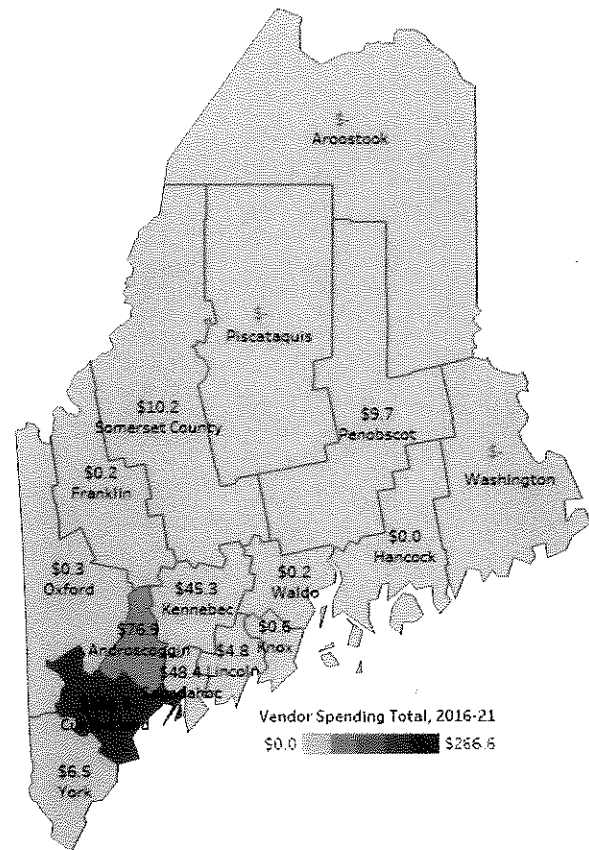 $-
Aroostook
$-
Piscataquis
$10.2
Somerset County
$9.7
Penobscot
$-
Washington
$0.2
Franklin
$0.0
Hancock
$0.3
Oxford
$45.3
Kennebec
$0.2
Waldo
$76.9
Androscoggin
$4.8
Lincoln
$0.6
Knox
$48.4
Vendor Spending Total, 2016-21
$0.0
$266.6
$6.5
York